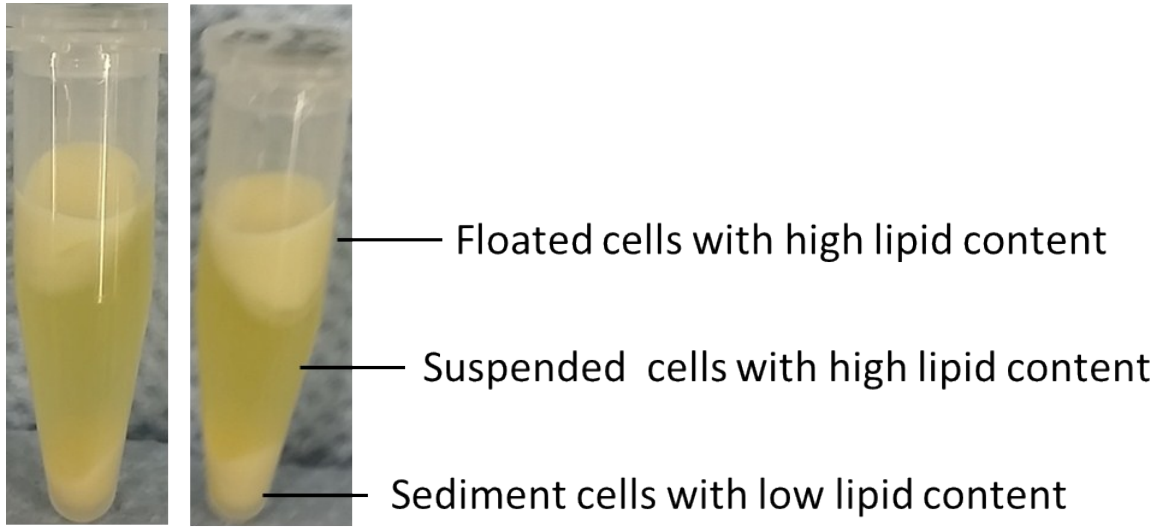 Floated cells with high lipid content
Suspended cells with high lipid content
Sediment cells with low lipid content